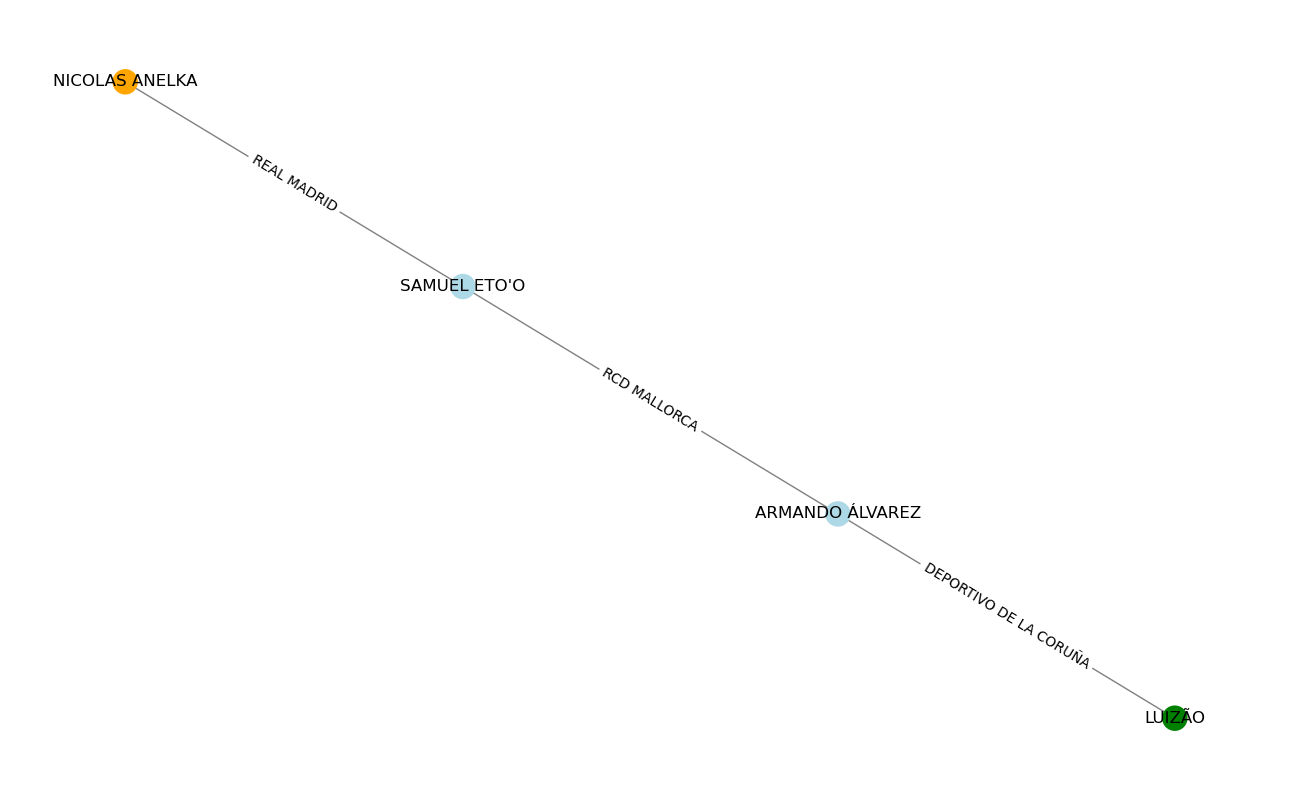 NICOLAS ANELKA
REAL MADRID
SAMUEL ETO'O
RCD MALLORCA
ARMANDO ÁLVAREZ
DEPORTIVO DE LA CORUÑA
LUIZÃO